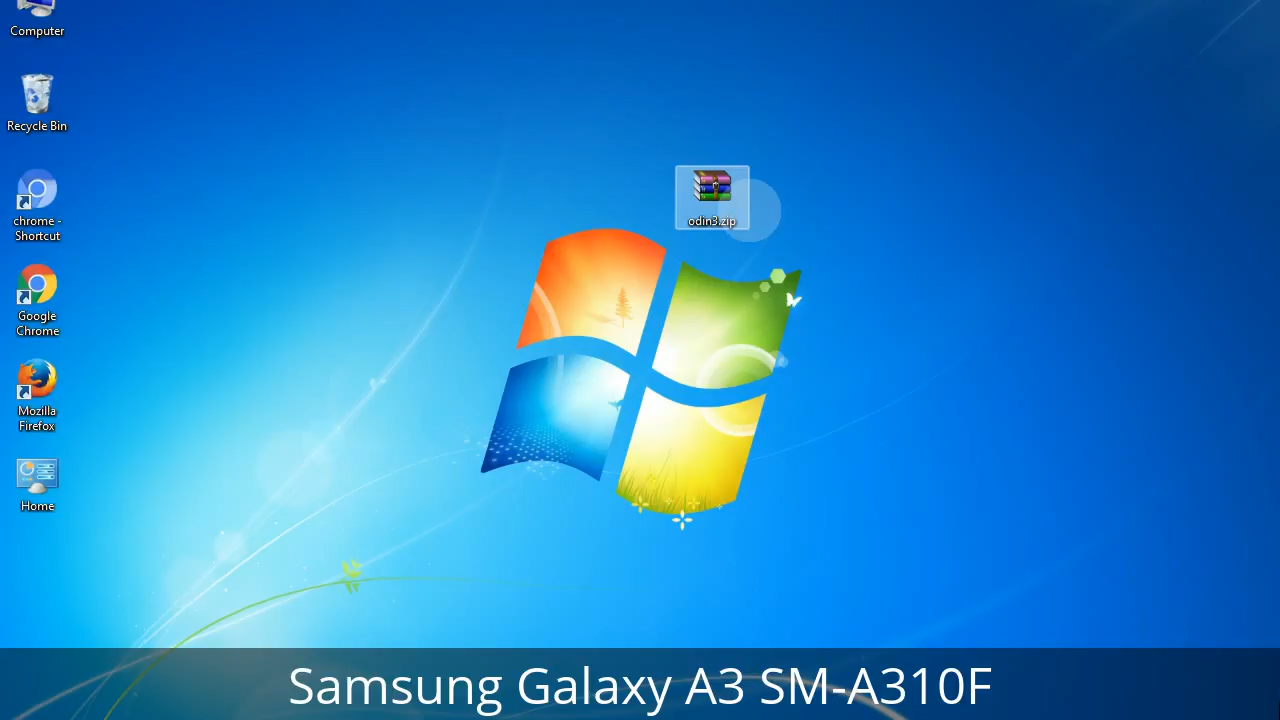 Computer
Recycle Bin
chrome -
Shortcut
Google
Chrome
Mozilla
Firefox
Home
odin3.zip
Samsung Galaxy A3 SM-A310F